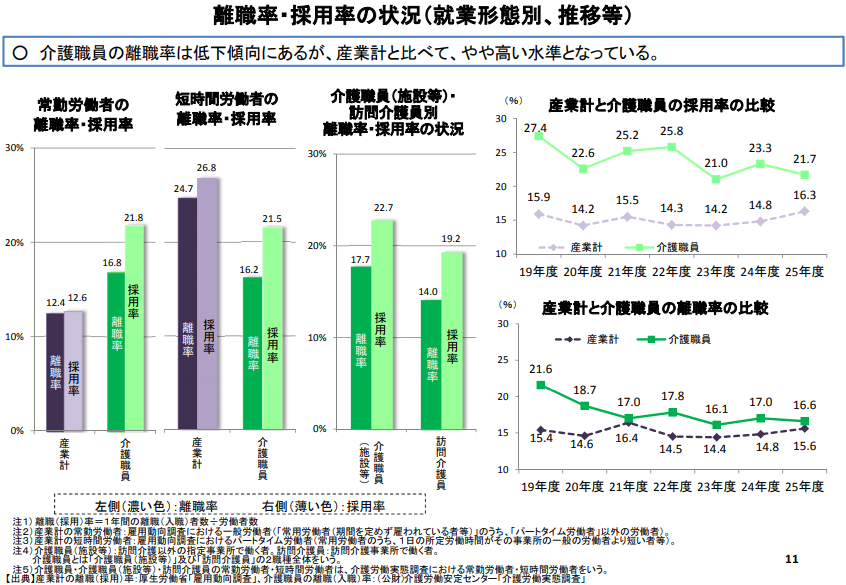 離職率・採用率の状況（就業形態別、推移等）
○ 介護職員の離職率は低下傾向にあるが、産業計と比べて、やや高い水準となっている。
常勤労働者の
離職率・採用率
30%
20%
10%
0%
12.4
12.6
16.8
21.8
離職率
採用率
離職率
採用率
産業計
介護職員
短時間労働者の
離職率・採用率
24.7
26.8
16.2
21.5
離職率
採用率
離職率
採用率
産業計
介護職員
介護職員（施設等）・
訪問介護員別
離職率・採用率の状況
30%
20%
10%
0%
17.7
22.7
14.0
19.2
離職率
採用率
離職率
採用率
介護職員
（施設等）
訪問介護員
左側（濃い色）：離職率 右側（薄い色）：採用率
（%）
産業計と介護職員の採用率の比較
30
25
20
15
10
27.4
22.6
25.2
25.8
21.0
23.3
21.7
15.9
14.2
15.5
14.3
14.2
14.8
16.3
産業計 介護職員
19年度 20年度 21年度 22年度 23年度 24年度 25年度
（%）
産業計と介護職員の離職率の比較
30
25
20
15
10
産業計 介護職員
21.6
18.7
17.0
17.8
16.1
17.0
16.6
15.4
14.6
16.4
14.5
14.4
14.8
15.6
19年度 20年度 21年度 22年度 23年度 24年度 25年度
注1）離職（採用）率＝1年間の離職（入職）者数÷労働者数
注2）産業計の常勤労働者：雇用動向調査における一般労働者（「常用労働者（期間を定めず雇われている者等）」のうち、「パートタイム労働者」以外の労働者）。
注3）産業計の短時間労働者：雇用動向調査におけるパートタイム労働者（常用労働者のうち、1日の所定労働時間がその事業所の一般の労働者より短い者等）。
注4）介護職員（施設等）：訪問介護以外の指定事業所で働く者。訪問介護員：訪問介護事業所で働く者。
介護職員とは「介護職員（施設等）」及び「訪問介護員」の2職種全体をいう。
注5）介護職員・介護職員（施設等）・訪問介護員の常勤労働者・短時間労働者は、介護労働実態調査における常勤労働者・短時間労働者をいう。
【出典】産業計の離職（採用）率：厚生労働省「雇用動向調査」、介護職員の離職（入職）率：（公財）介護労働安定センター「介護労働実態調査」
11